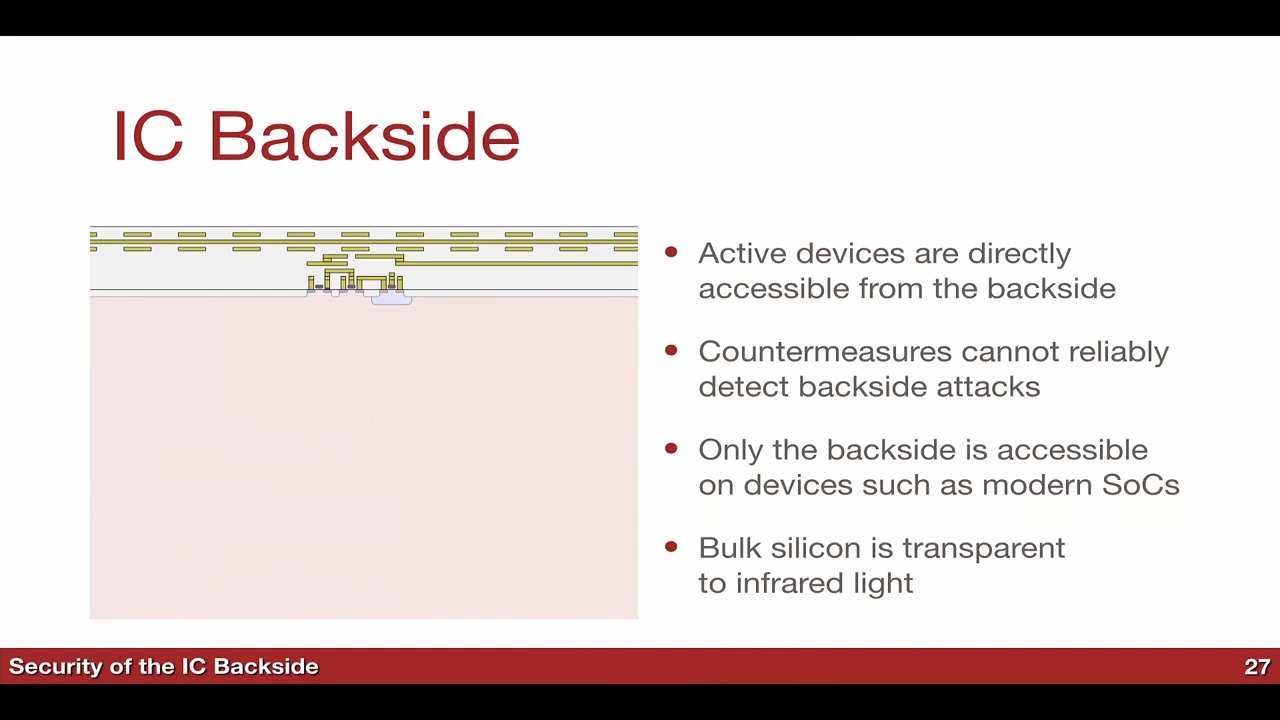 IC Backside
• Active devices are directly
accessible from the backside
• Countermeasures cannot reliably
detect backside attacks
• Only the backside is accessible
on devices such as modern SoCs
• Bulk silicon is transparent
to infrared light
Security of the IC Backside
27